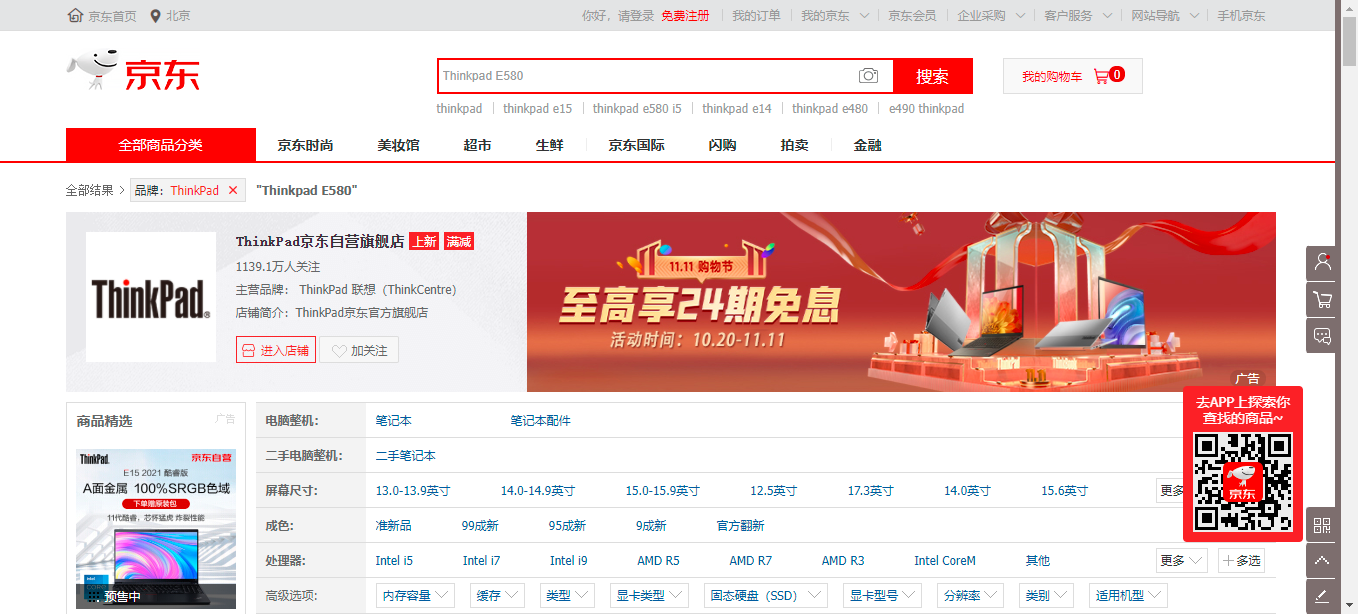 京东首页 北京 你好，请登录 免费注册 我的订单 我的京东 京东会员 企业采购 客户服务 网站导航 手机京东
京东
Thinkpad E580 搜索 我的购物车 0
thinkpad thinkpad e15 thinkpad e580 i5 thinkpad e14 thinkpad e480 e490 thinkpad
全部商品分类 京东时尚 美妆馆 超市 生鲜 京东国际 闪购 拍卖 金融
全部结果 > 品牌：ThinkPad × "Thinkpad E580"
ThinkPad京东自营旗舰店 上新 满减
1139.1万人关注
主营品牌： ThinkPad 联想（ThinkCentre）
店铺简介：ThinkPad京东官方旗舰店
进入店铺 加关注
ThinkPad®
11.11 购物节
至高享24期免息
活动时间：10.20-11.11
广告
去APP上探索你
查找的商品~
京东
商品精选 广告
ThinkPad 京东自营
E15 2021 酷睿版
A面金属 100%SRGB色域
下单赠原装包
11代酷睿，芯怀猛虎 炸裂性能
intel
预售中
电脑整机： 笔记本 笔记本配件
二手电脑整机： 二手笔记本
屏幕尺寸： 13.0-13.9英寸 14.0-14.9英寸 15.0-15.9英寸 12.5英寸 17.3英寸 14.0英寸 15.6英寸 更多
成色： 准新品 99成新 95成新 9成新 官方翻新
处理器： Intel i5 Intel i7 Intel i9 AMD R5 AMD R7 AMD R3 Intel CoreM 其他 更多 +多选
高级选项： 内存容量 缓存 类型 显卡类型 固态硬盘（SSD） 显卡型号 分辨率 类别 适用机型